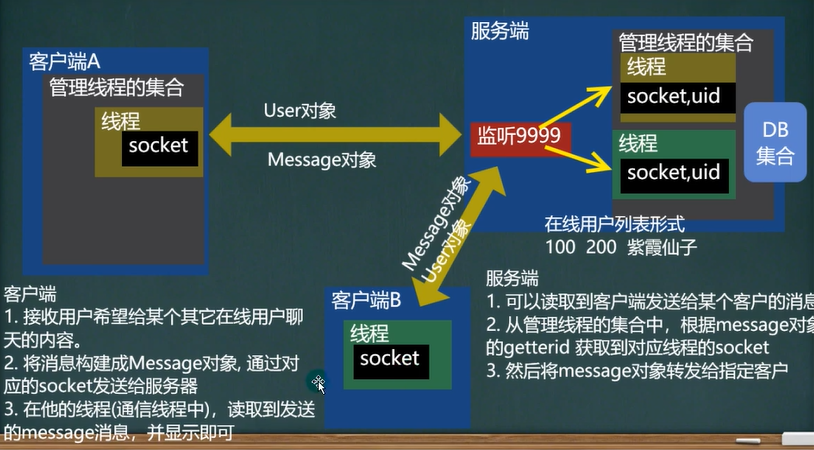 客户端A
管理线程的集合
线程
socket
User对象
Message对象
服务端
监听9999
管理线程的集合
线程
socket,uid
线程
socket,uid
DB
集合
在线用户列表形式
100 200 紫霞仙子
Message对象
User对象
客户端B
线程
socket
客户端
1. 接收用户希望给某个其它在线用户聊
天的内容。
2. 将消息构建成Message对象, 通过对
应的socket发送给服务器
3. 在他的线程(通信线程中)，读取到发送
的message消息，并显示即可
服务端
1. 可以读取到客户端发送给某个客户的消息
2. 从管理线程的集合中，根据message对象
的getterid 获取到对应线程的socket
3. 然后将message对象转发给指定客户